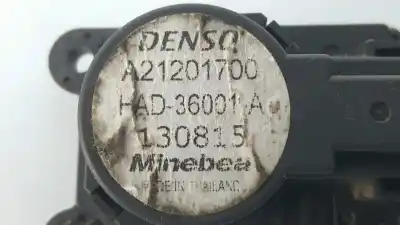 DENSO
A21201700
HAD-36001-A
130815
Minebea
MADE IN THAILAND